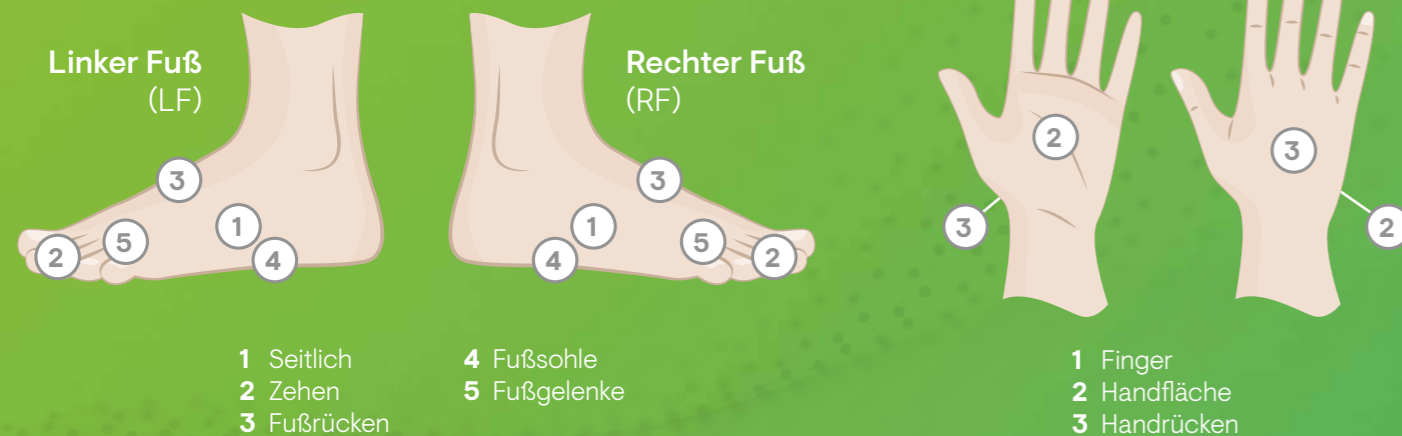 Linker Fuß
(LF)
3
1
5
2
4
Rechter Fuß
(RF)
3
1
5
4
2
2
3
3
2
1 Seitlich
2 Zehen
3 Fußrücken
4 Fußsohle
5 Fußgelenke
1 Finger
2 Handfläche
3 Handrücken